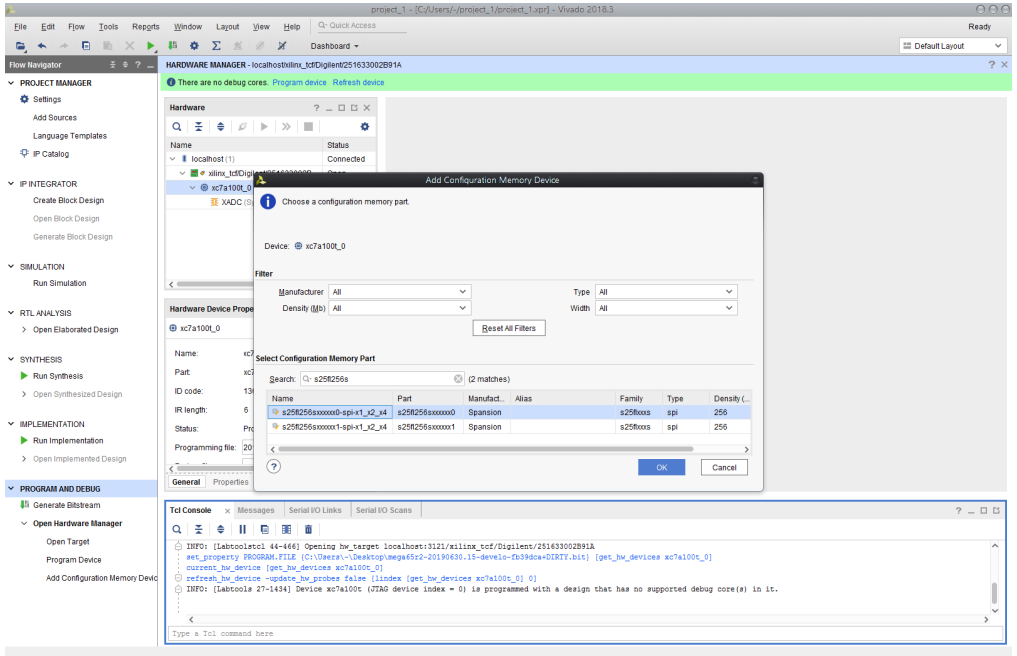 project_1 - [C:/Users/-/project_1/project_1.xpr] - Vivado 2018.3
File Edit Flow Tools Reports Window Layout View Help Q- Quick Access Ready
Dashboard Default Layout
Flow Navigator
HARDWARE MANAGER - localhost/xilinx_tcf/Digilent/251633002B91A
There are no debug cores. Program device Refresh device
PROJECT MANAGER
Settings
Add Sources
Language Templates
IP Catalog
IP INTEGRATOR
Create Block Design
Open Block Design
Generate Block Design
SIMULATION
Run Simulation
RTL ANALYSIS
Open Elaborated Design
SYNTHESIS
Run Synthesis
Open Synthesized Design
IMPLEMENTATION
Run Implementation
Open Implemented Design
PROGRAM AND DEBUG
Generate Bitstream
Open Hardware Manager
Open Target
Program Device
Add Configuration Memory Devic
Hardware
Name Status
localhost (1) Connected
xilinx_tcf/Digilent/251633002B Open
xc7a100t_0
XADC (S
Hardware Device Prope
xc7a100t_0
Name: xc7
Part: xc7
ID code: 13
IR length: 6
Status: Pro
Programming file: 20
General Properties
Add Configuration Memory Device
Choose a configuration memory part.
Device: xc7a100t_0
Filter
Manufacturer All Type All
Density (Mb) All Width All
Reset All Filters
Select Configuration Memory Part
Search: Q- s25fl256s (2 matches)
Name Part Manufact... Alias Family Type Density (...
s25fl256sxxxxxx0-spi-x1_x2_x4 s25fl256sxxxxxx0 Spansion s25flxxxs spi 256
s25fl256sxxxxxx1-spi-x1_x2_x4 s25fl256sxxxxxx1 Spansion s25flxxxs spi 256
? OK Cancel
Tcl Console Messages Serial I/O Links Serial I/O Scans
INFO: [Labtoolstcl 44-466] Opening hw_target localhost:3121/xilinx_tcf/Digilent/251633002B91A
set_property PROGRAM.FILE {C:\Users\-\Desktop\mega65r2-20190630.15-develo-fb39dca+DIRTY.bit} [get_hw_devices xc7a100t_0]
current_hw_device [get_hw_devices xc7a100t_0]
refresh_hw_device -update_hw_probes false [lindex [get_hw_devices xc7a100t_0] 0]
INFO: [Labtools 27-1434] Device xc7a100t (JTAG device index = 0) is programmed with a design that has no supported debug core(s) in it.
Type a Tcl command here